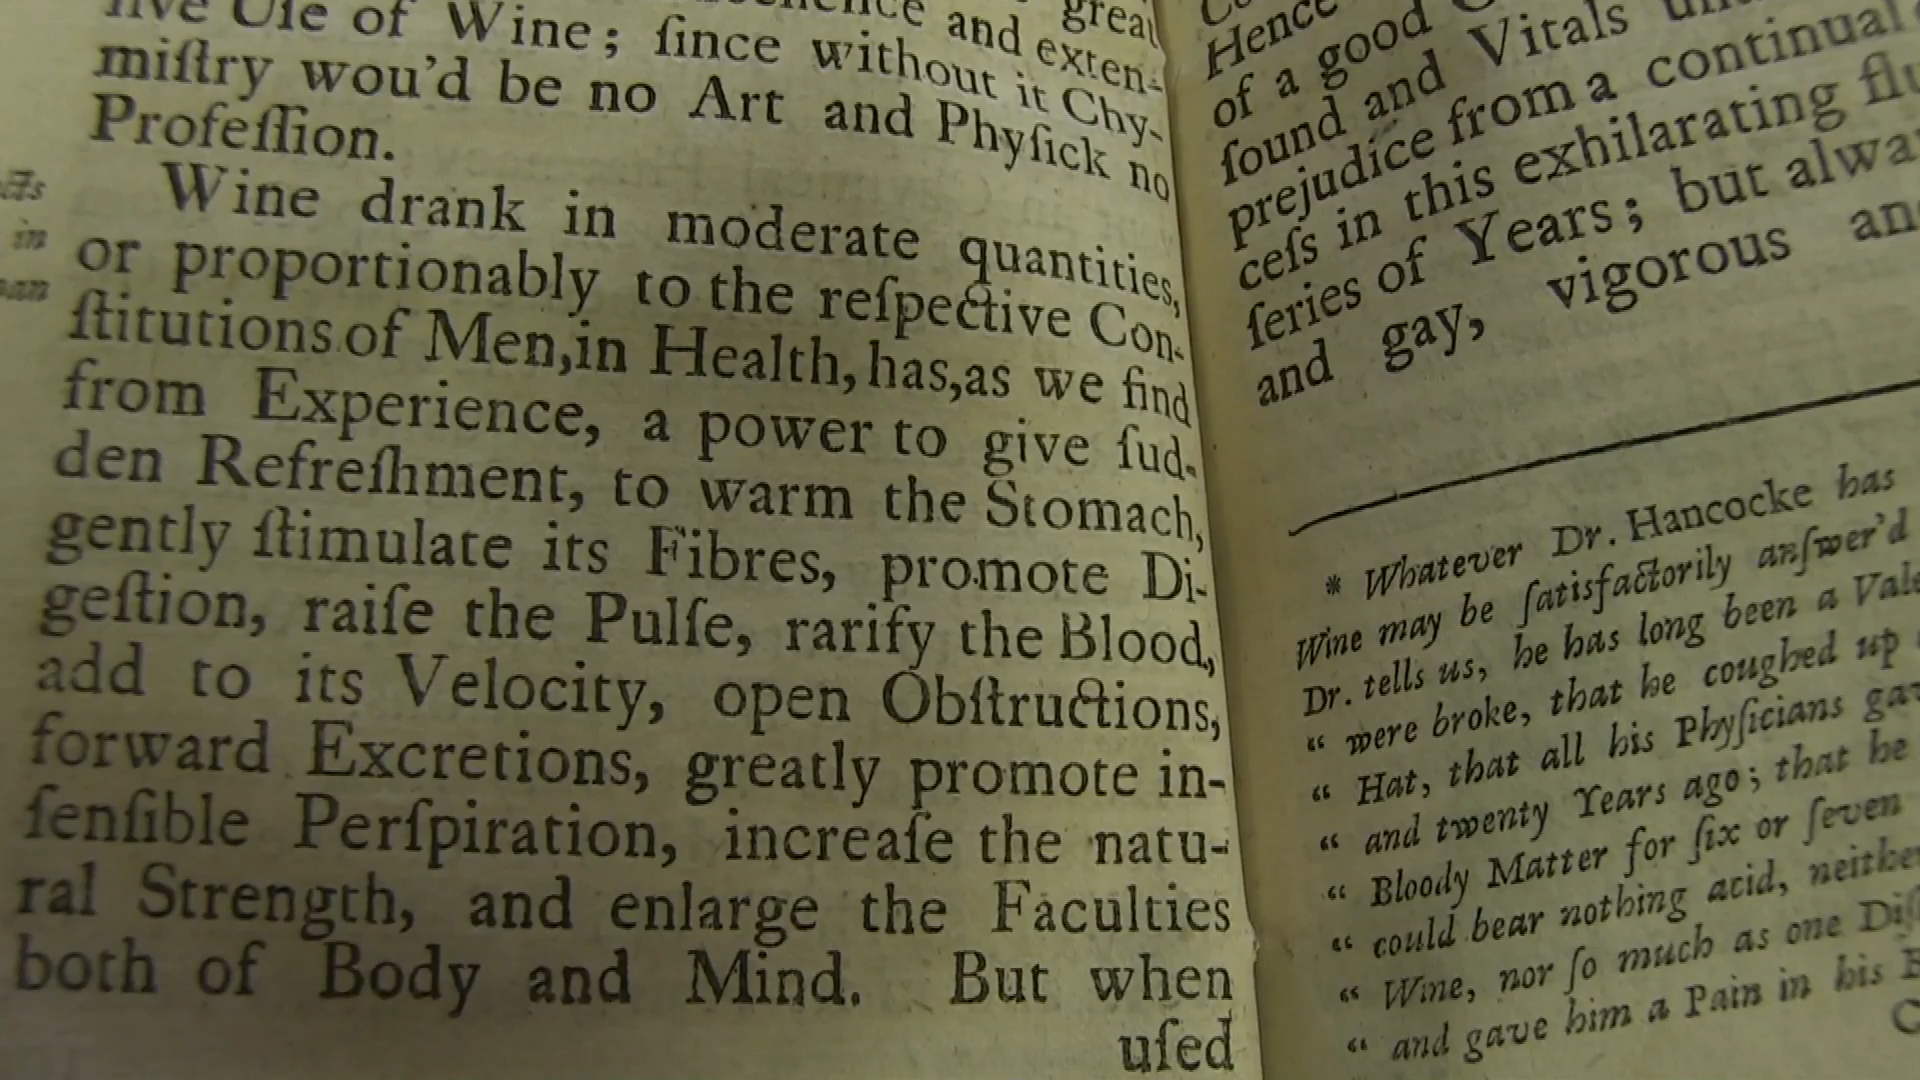 great
sive Use of Wine; ſince without it Chy-
and exten-
miſtry wou'd be no Art and Phyſick no
Profeſſion.
Wine drank in moderate quantities,
or proportionably to the reſpective Con-
ſtitutions of Men, in Health, has, as we find
from Experience, a power to give ſud-
den Refreſhment, to warm the Stomach,
gently ſtimulate its Fibres, promote Di-
geſtion, raiſe the Pulſe, rarify the Blood,
add to its Velocity, open Obſtructions,
forward Excretions, greatly promote in-
ſenſible Perſpiration, increaſe the natu-
ral Strength, and enlarge the Faculties
both of Body and Mind. But when
uſed
in
Hence
of a good
ſound and Vitals
prejudice from a continual
ceſs in this exhilarating
ſeries of Years; but
and gay, vigorous
* Whatever Dr. Hancocke has
Wine may be ſatisfactorily anſwer'd
Dr. tells us, he has long been a
“ were broke, that he coughed up
“ Hat, that all his Phyſicians
“ and twenty Years ago; that he
“ Bloody Matter for ſix or ſeven
“ could bear nothing acid,
“ Wine, nor ſo much as one
“ and gave him a Pain in his